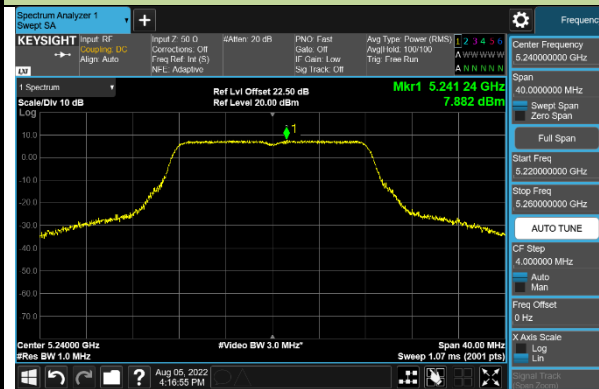 Spectrum Analyzer 1
Swept SA
Frequency
KEYSIGHT
Input: RF
Coupling: DC
Align: Auto
Input Z: 50 Ω
Corrections: Off
Freq Ref: Int (S)
NFE: Adaptive
#Atten: 20 dB
PNO: Fast
Gate: Off
IF Gain: Low
Sig Track: Off
Avg Type: Power (RMS)
Avg|Hold: 100/100
Trig: Free Run
1 2 3 4 5 6
A W W W W W
A N N N N N
LXI
1 Spectrum
Scale/Div 10 dB
Log
Ref Lvl Offset 22.50 dB
Ref Level 20.00 dBm
Mkr1 5.241 24 GHz
7.882 dBm
1
10.0
0.00
-10.0
-20.0
-30.0
-40.0
-50.0
-60.0
-70.0
Center 5.24000 GHz
#Res BW 1.0 MHz
#Video BW 3.0 MHz*
Span 40.00 MHz
Sweep 1.07 ms (2001 pts)
Center Frequency
5.240000000 GHz
Span
40.0000000 MHz
Swept Span
Zero Span
Full Span
Start Freq
5.220000000 GHz
Stop Freq
5.260000000 GHz
AUTO TUNE
CF Step
4.000000 MHz
Auto
Man
Freq Offset
0 Hz
X Axis Scale
Log
Lin
Signal Track
(Span Zoom)
Aug 05, 2022
4:16:55 PM